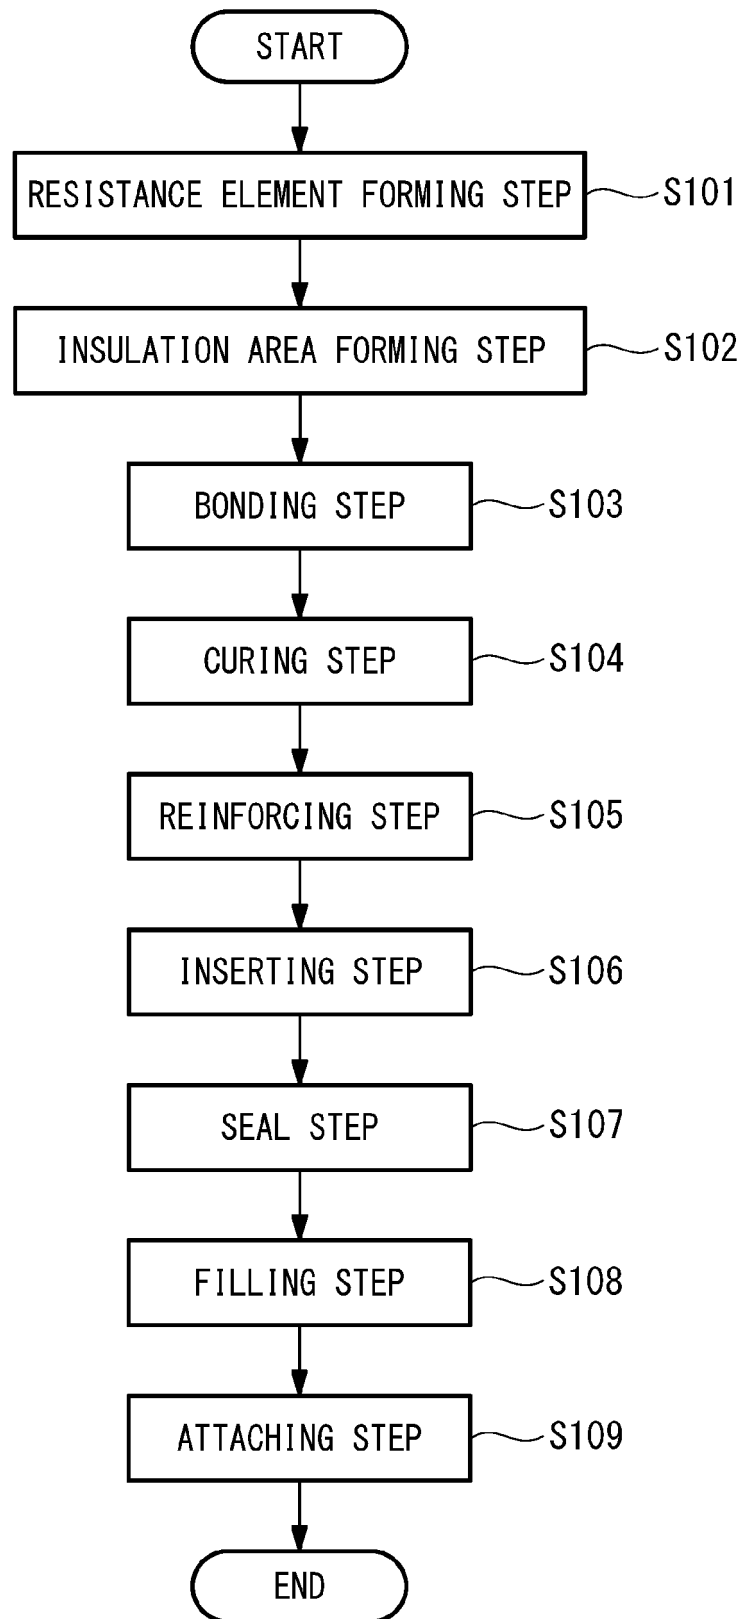 START
RESISTANCE ELEMENT FORMING STEP S101
INSULATION AREA FORMING STEP S102
BONDING STEP S103
CURING STEP S104
REINFORCING STEP S105
INSERTING STEP S106
SEAL STEP S107
FILLING STEP S108
ATTACHING STEP S109
END